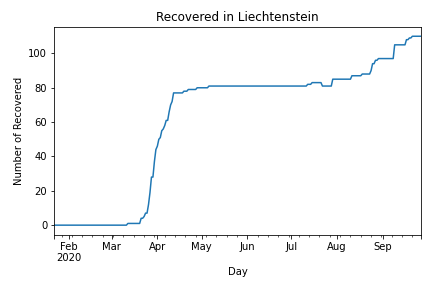 Recovered in Liechtenstein
Number of Recovered
100
80
60
40
20
0
Feb Mar Apr May Jun Jul Aug Sep
2020
Day